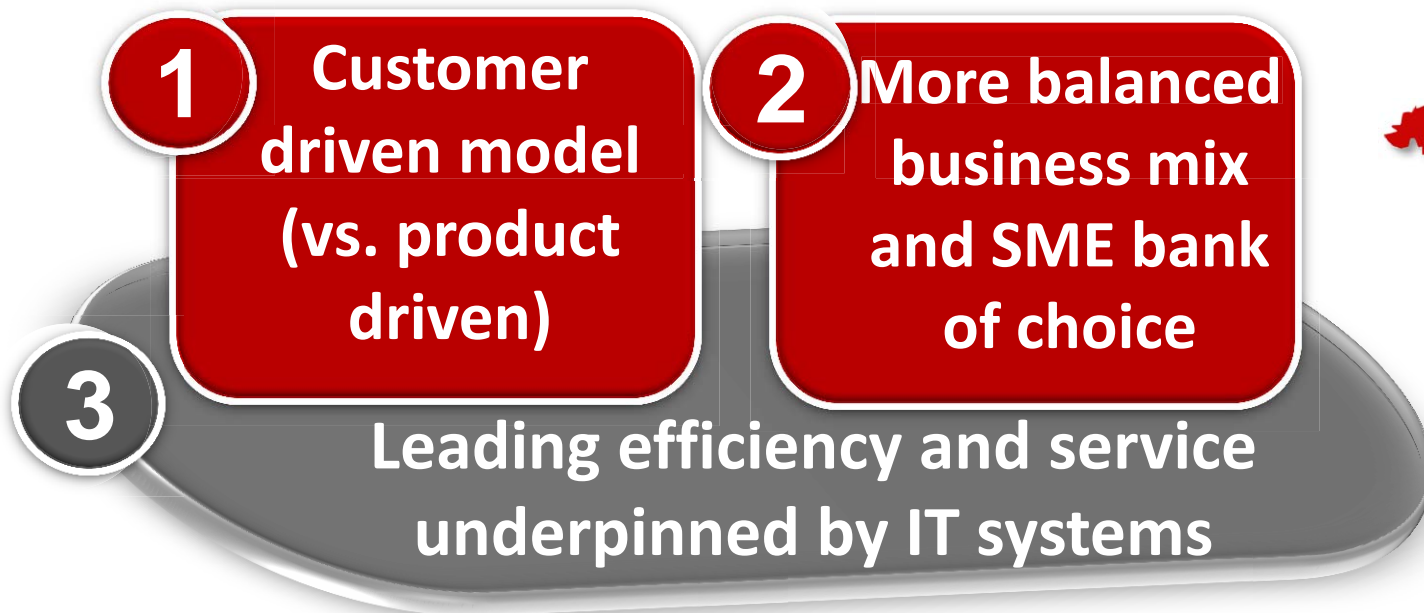 1
Customer
driven model
(vs. product
driven)
2
More balanced
business mix
and SME bank
of choice
3
Leading efficiency and service
underpinned by IT systems